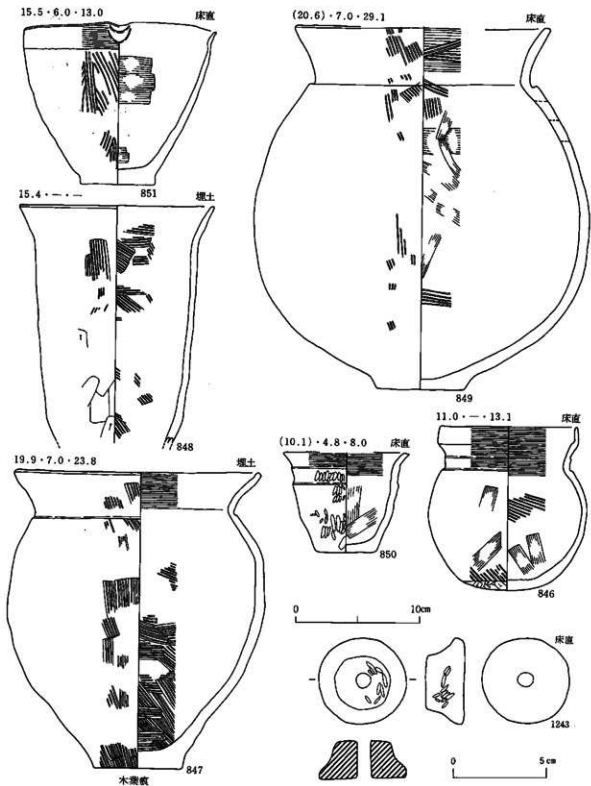 15.5・6.0・13.0 床直
851
(20.6)・7.0・29.1 床直
849
15.4・―・― 埋土
848
19.9・7.0・23.8 埋土
847
木葉痕
(10.1)・4.8・8.0 床直
850
11.0・―・13.1 床直
846
0 10cm
床直
1243
0 5cm